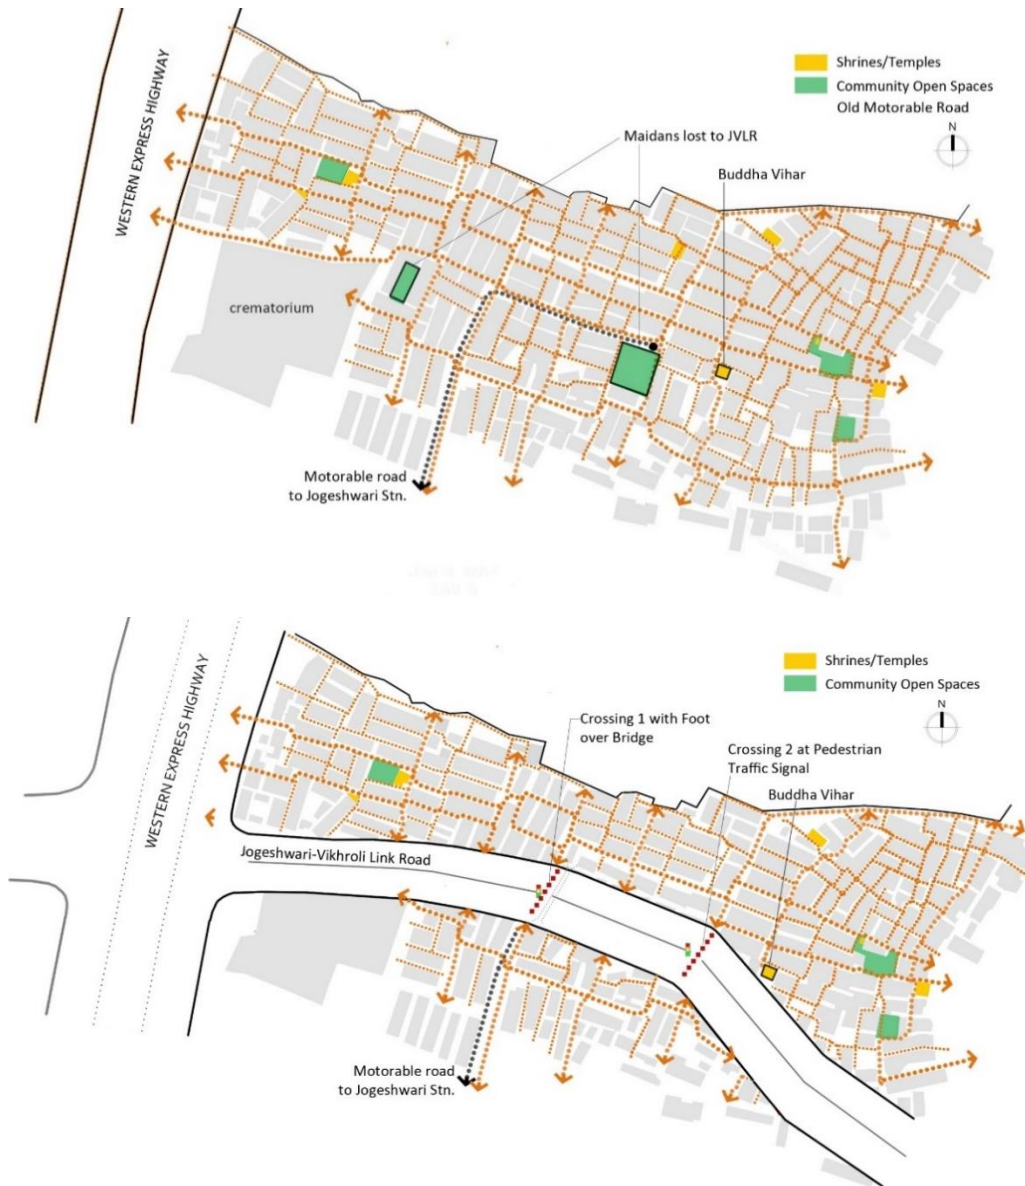 WESTERN EXPRESS HIGHWAY
Shrines/Temples
Community Open Spaces
Old Motorable Road
N
Maidans lost to JVLR
Buddha Vihar
crematorium
Motorable road
to Jogeshwari Stn.
WESTERN EXPRESS HIGHWAY
Shrines/Temples
Community Open Spaces
N
Crossing 1 with Foot
over Bridge
Crossing 2 at Pedestrian
Traffic Signal
Buddha Vihar
Jogeshwari-Vikhroli Link Road
Motorable road
to Jogeshwari Stn.